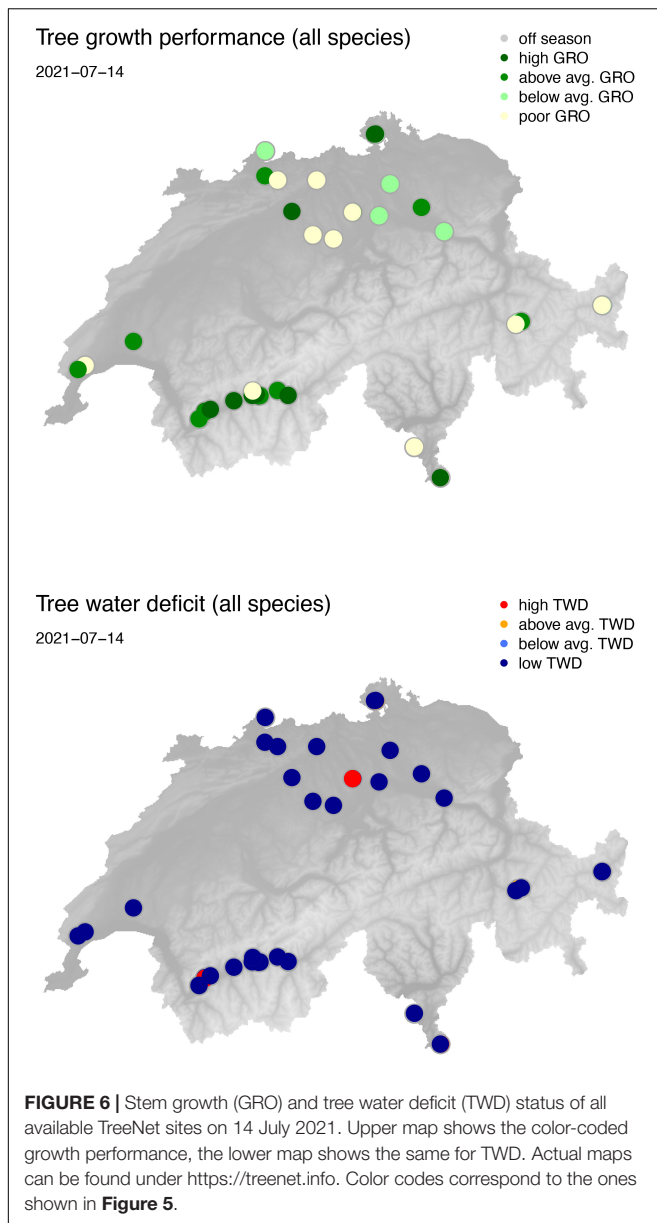 Tree growth performance (all species)
2021−07−14
off season
high GRO
above avg. GRO
below avg. GRO
poor GRO
Tree water deficit (all species)
2021−07−14
high TWD
above avg. TWD
below avg. TWD
low TWD
FIGURE 6 | Stem growth (GRO) and tree water deficit (TWD) status of all
available TreeNet sites on 14 July 2021. Upper map shows the color-coded
growth performance, the lower map shows the same for TWD. Actual maps
can be found under https://treenet.info. Color codes correspond to the ones
shown in Figure 5.